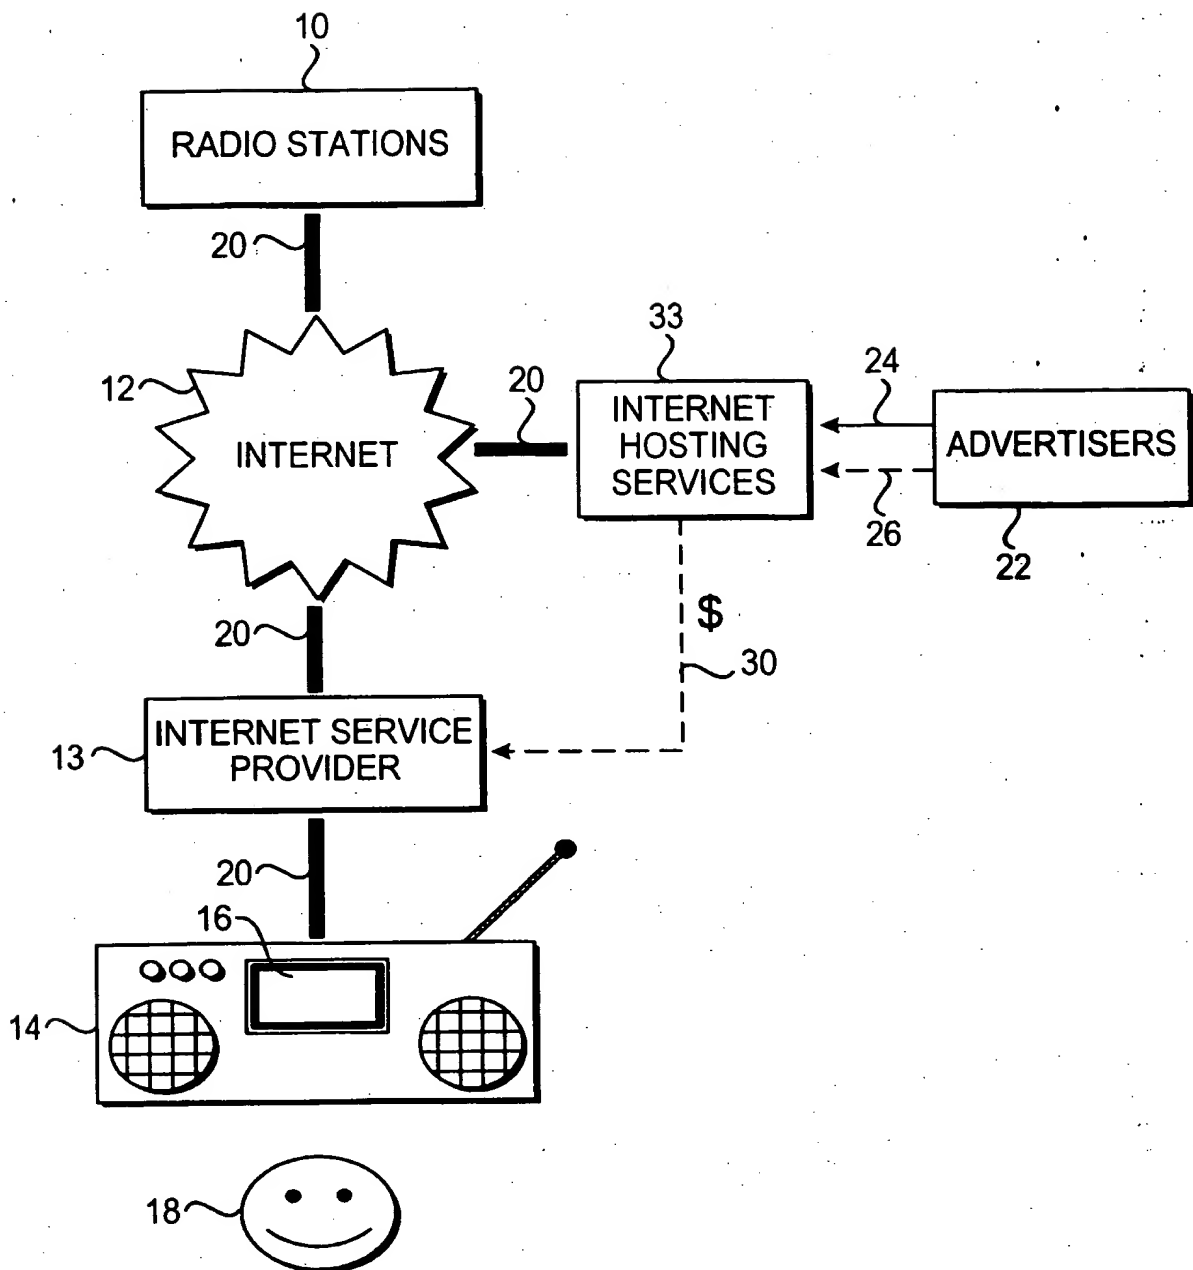 10
RADIO STATIONS
20
33
12
20
24
INTERNET
INTERNET
HOSTING
SERVICES
ADVERTISERS
26
22
20
$
30
INTERNET SERVICE
PROVIDER
13
20
16
14
18